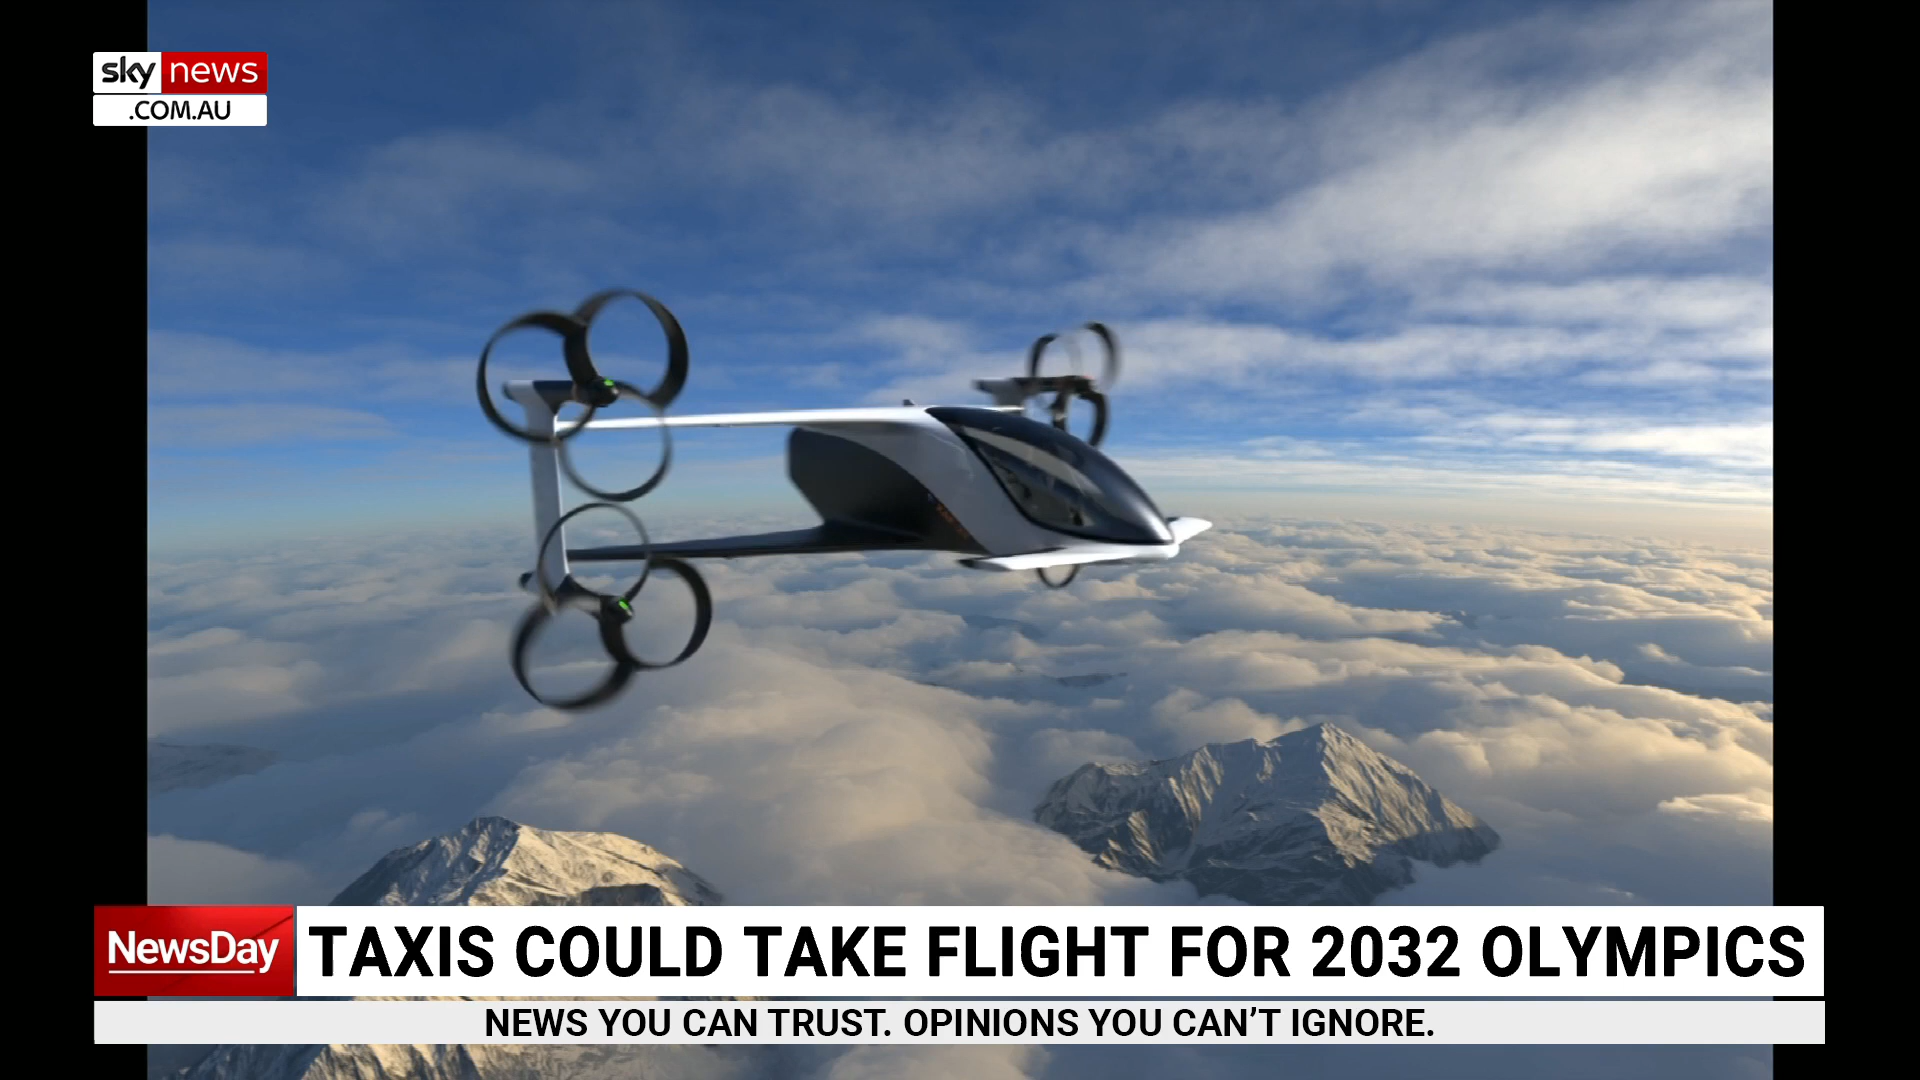 sky news
.COM.AU
NewsDay
TAXIS COULD TAKE FLIGHT FOR 2032 OLYMPICS
NEWS YOU CAN TRUST. OPINIONS YOU CAN'T IGNORE.